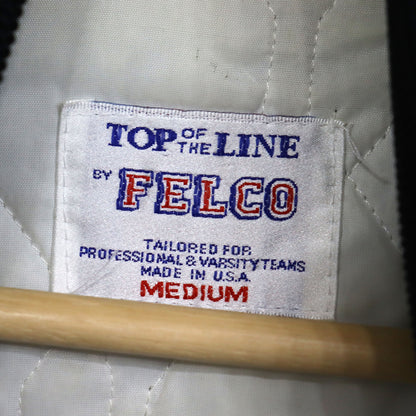 TOP OF THE LINE
BY FELCO
TAILORED FOR
PROFESSIONAL & VARSITY TEAMS
MADE IN U.S.A.
MEDIUM